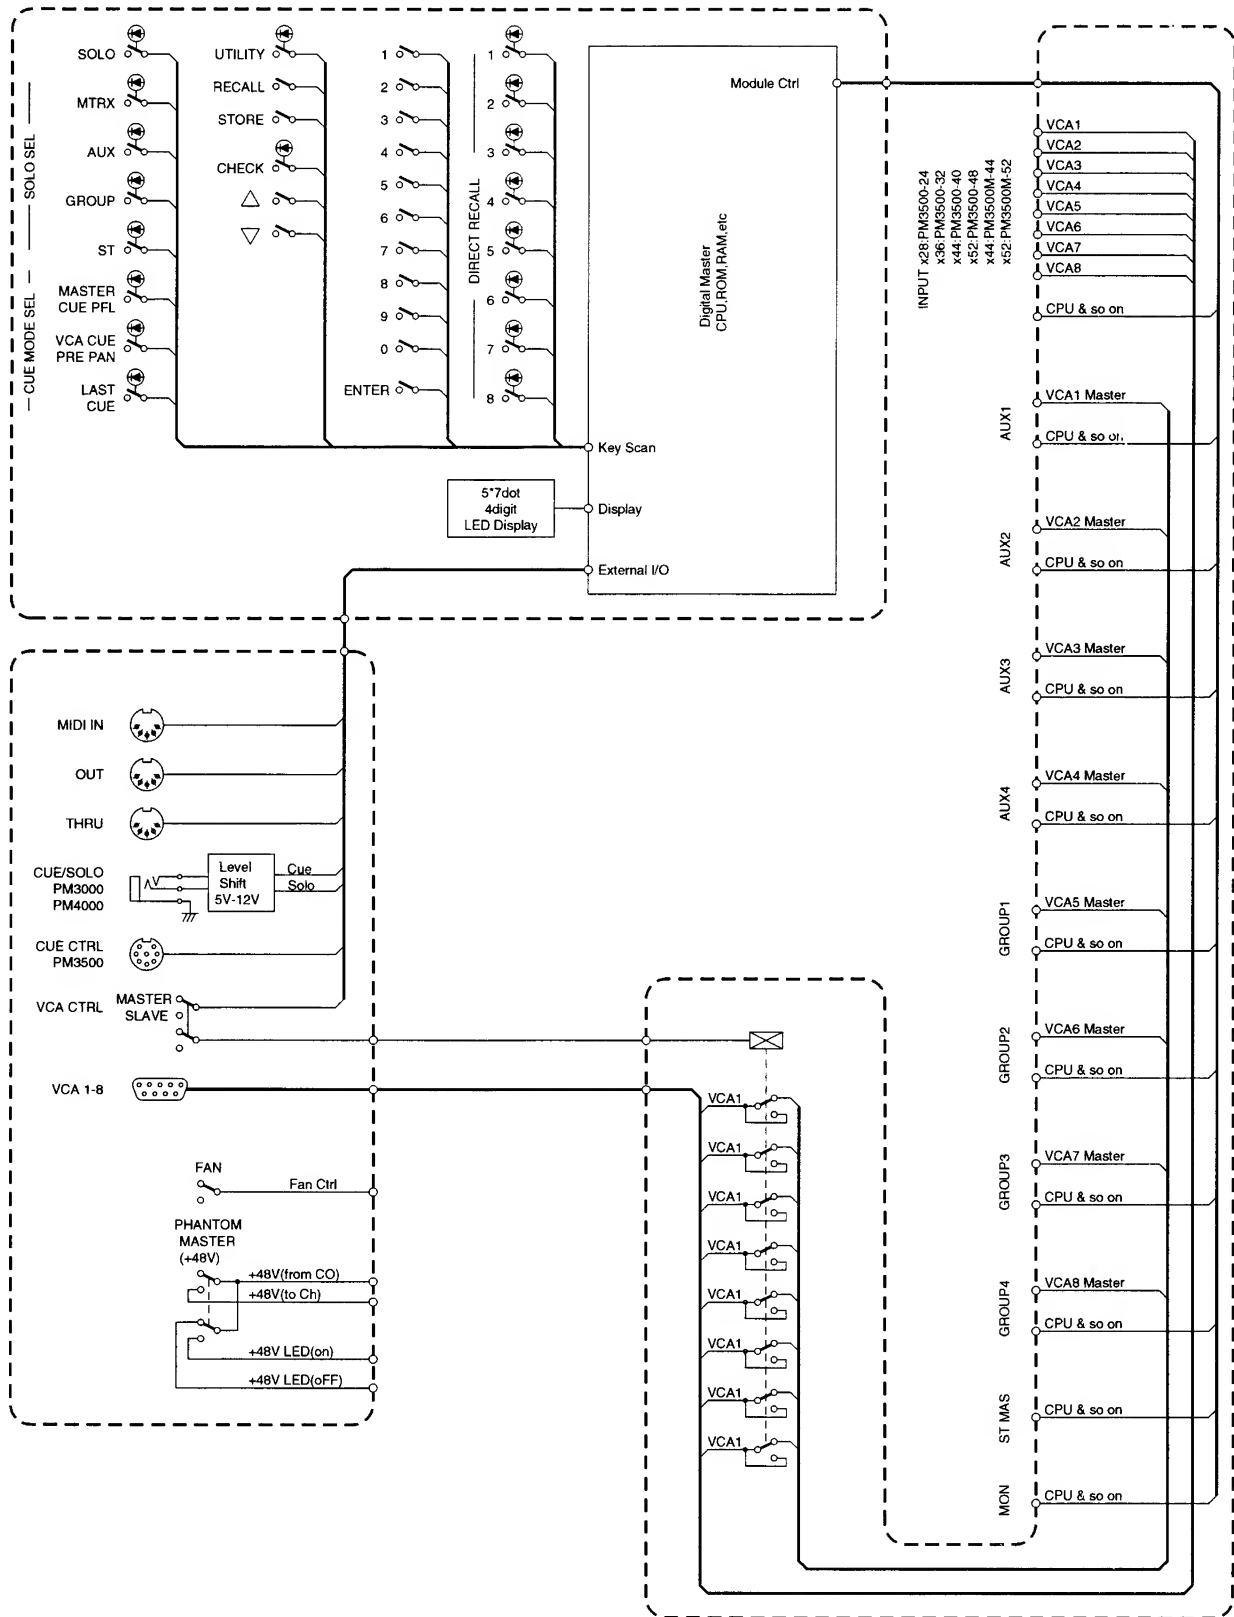 SOLO
MTRX
AUX
GROUP
ST
MASTER
CUE PFL
VCA CUE
PRE PAN
LAST
CUE
SOLO SEL
CUE MODE SEL
UTILITY
RECALL
STORE
CHECK
1
2
3
4
5
6
7
8
9
0
ENTER
DIRECT RECALL
1
2
3
4
5
6
7
8
Module Ctrl
Digital Master
CPU,ROM,RAM,etc
Key Scan
Display
External I/O
5*7dot
4digit
LED Display
INPUT x28:PM3500-24
x36:PM3500-32
x44:PM3500-40
x52:PM3500-48
x44:PM3500M-44
x52:PM3500M-52
VCA1
VCA2
VCA3
VCA4
VCA5
VCA6
VCA7
VCA8
CPU & so on
AUX1
VCA1 Master
CPU & so on
AUX2
VCA2 Master
CPU & so on
AUX3
VCA3 Master
CPU & so on
AUX4
VCA4 Master
CPU & so on
GROUP1
VCA5 Master
CPU & so on
GROUP2
VCA6 Master
CPU & so on
GROUP3
VCA7 Master
CPU & so on
GROUP4
VCA8 Master
CPU & so on
ST MAS
CPU & so on
MON
CPU & so on
MIDI IN
OUT
THRU
CUE/SOLO
PM3000
PM4000
Level
Shift
5V-12V
Cue
Solo
CUE CTRL
PM3500
VCA CTRL
MASTER
SLAVE
VCA 1-8
FAN
Fan Ctrl
PHANTOM
MASTER
(+48V)
+48V(from CO)
+48V(to Ch)
+48V LED(on)
+48V LED(oFF)
VCA1
VCA1
VCA1
VCA1
VCA1
VCA1
VCA1
VCA1